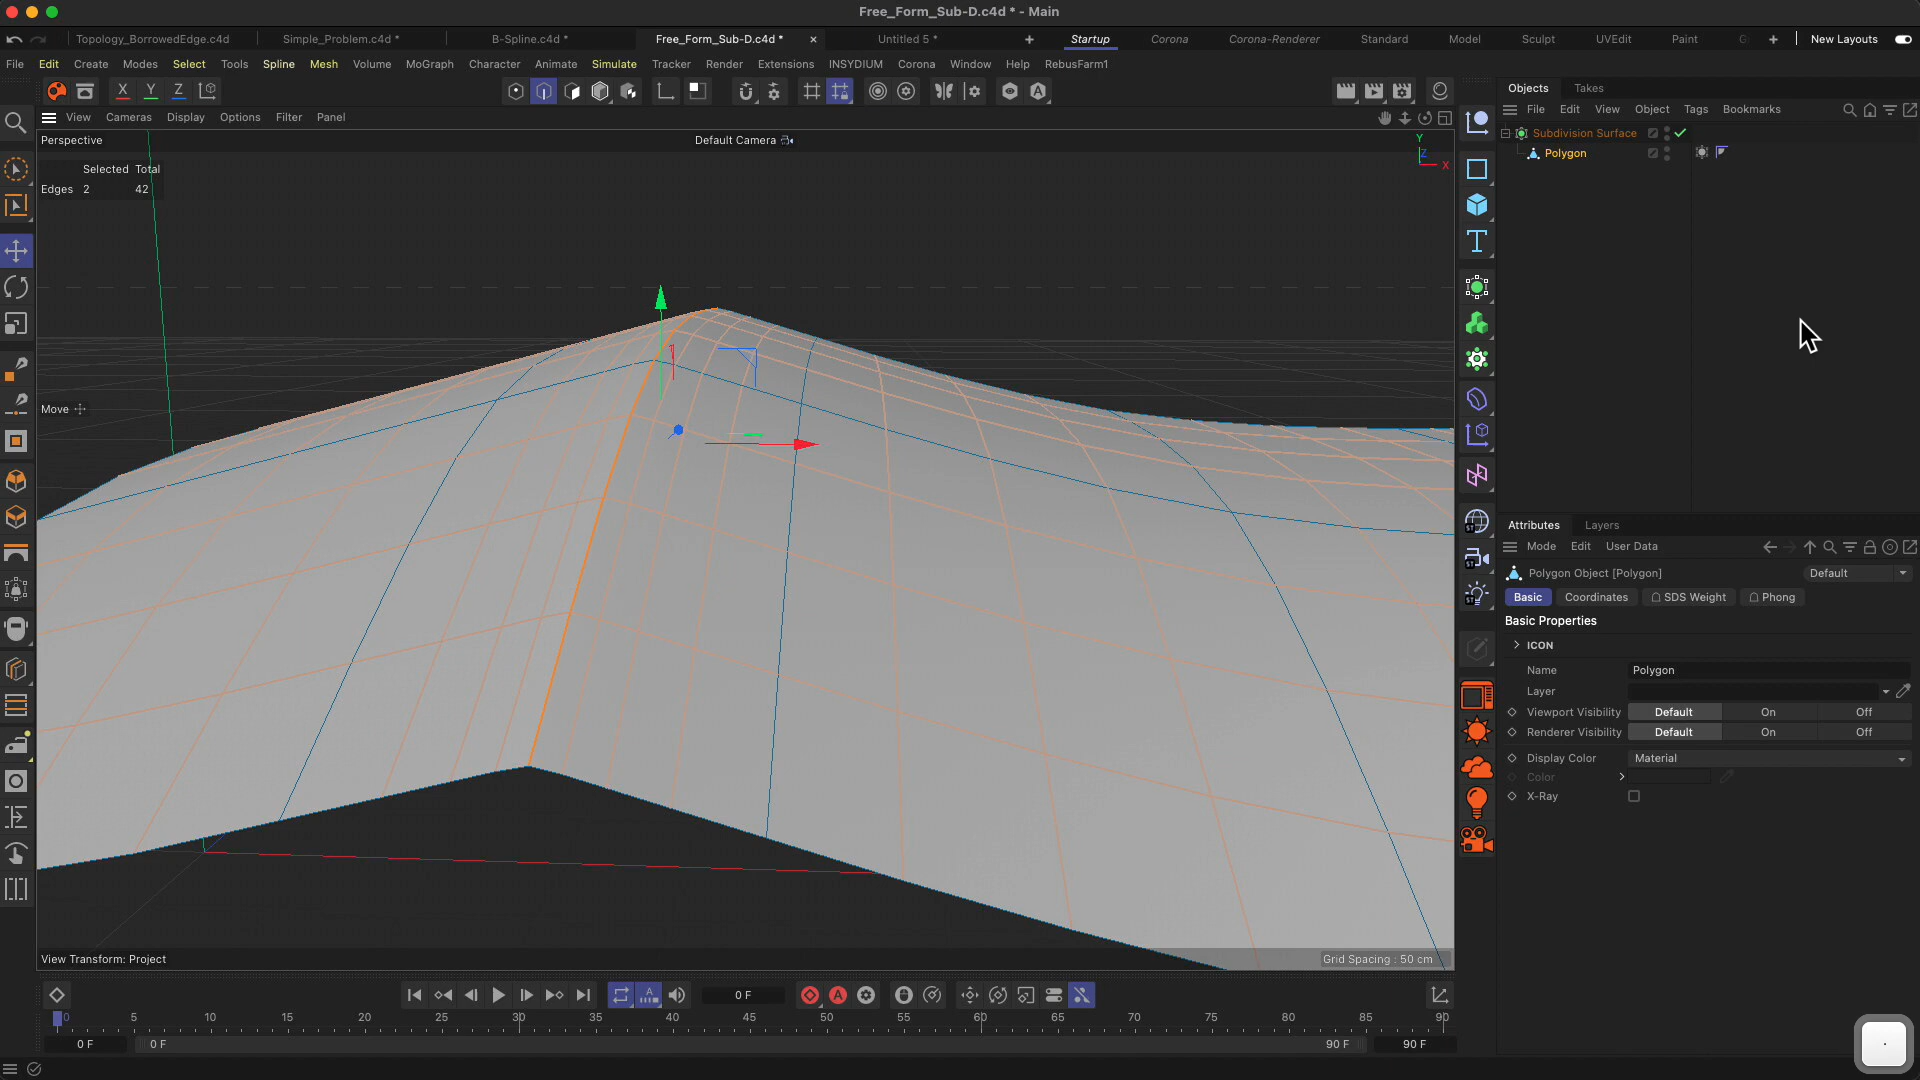 Free_Form_Sub-D.c4d * - Main
Topology_BorrowedEdge.c4d
Simple_Problem.c4d *
B-Spline.c4d *
Free_Form_Sub-D.c4d *
Untitled 5 *
Startup
Corona
Corona-Renderer
Standard
Model
Sculpt
UVEdit
Paint
New Layouts
File Edit Create Modes Select Tools Spline Mesh Volume MoGraph Character Animate Simulate Tracker Render Extensions INSYDIUM Corona Window Help RebusFarm1
X Y Z
View Cameras Display Options Filter Panel
Perspective
Default Camera
Y
Z
X
Selected Total
Edges 2 42
Move
View Transform: Project
Grid Spacing : 50 cm
Objects Takes
File Edit View Object Tags Bookmarks
Subdivision Surface
Polygon
Attributes Layers
Mode Edit User Data
Polygon Object [Polygon]
Default
Basic Coordinates SDS Weight Phong
Basic Properties
ICON
Name Polygon
Layer
Viewport Visibility Default On Off
Renderer Visibility Default On Off
Display Color Material
Color
X-Ray
0 F
0 5 10 15 20 25 30 35 40 45 50 55 60 65 70 75 80 85 90
0 F 0 F 90 F 90 F